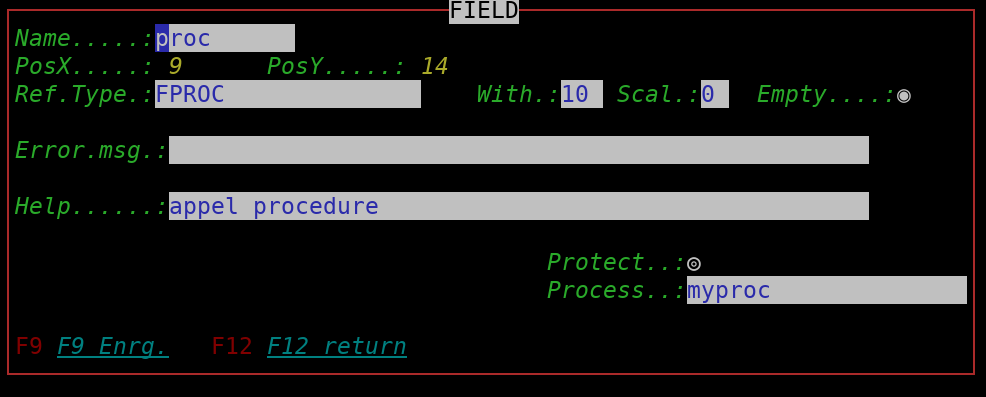 FIELD
Name.....:proc
PosX.....: 9 PosY.....: 14
Ref.Type.:FPROC With.:10 Scal.:0 Empty....:◉
Error.msg.:
Help......:appel procedure
Protect..:◎
Process..:myproc
F9 F9 Enrg. F12 F12 return